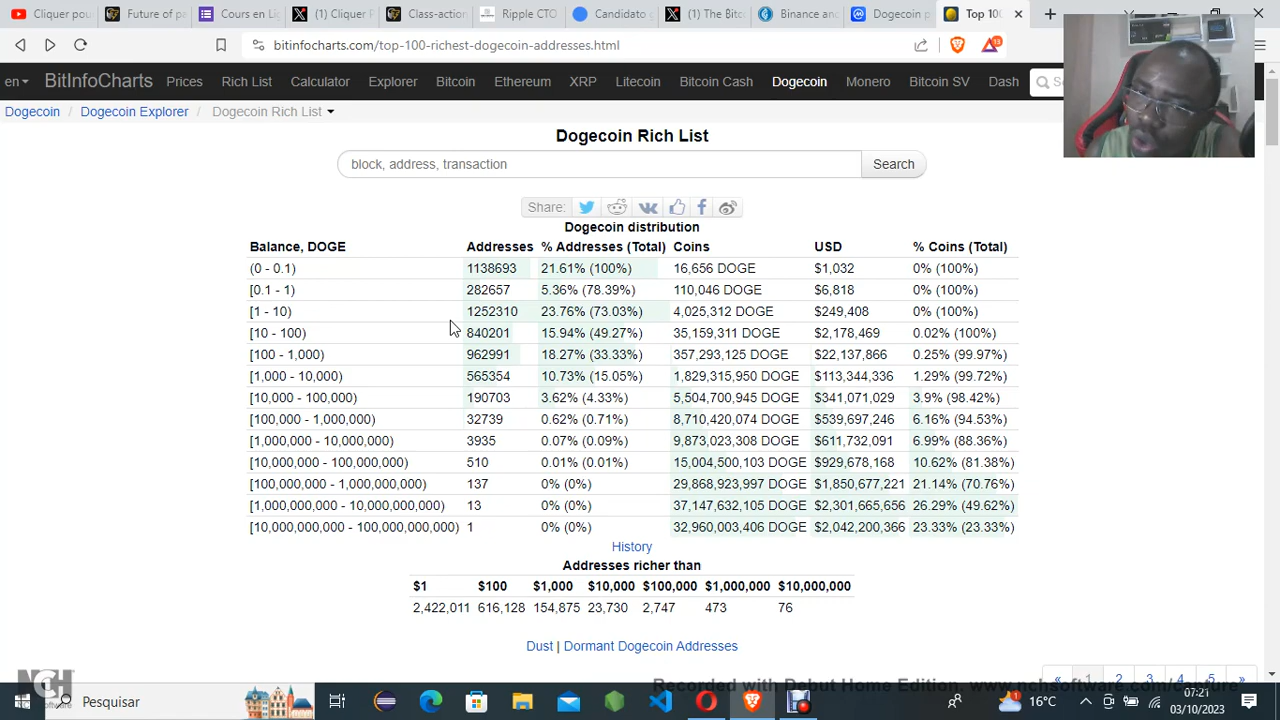 Cliquer pou
Future of pa
Cours en Li
(1) Cliquer P
Class-action
Ripple CTO
Candidato
(1) The Bitc
Binance an
Dogecoin p
Top 100
bitinfocharts.com/top-100-richest-dogecoin-addresses.html
13
en BitInfoCharts Prices Rich List Calculator Explorer Bitcoin Ethereum XRP Litecoin Bitcoin Cash Dogecoin Monero Bitcoin SV Dash
Dogecoin / Dogecoin Explorer / Dogecoin Rich List
Dogecoin Rich List
block, address, transaction Search
Share:
Dogecoin distribution
Balance, DOGE Addresses % Addresses (Total) Coins USD % Coins (Total)
(0 - 0.1) 1138693 21.61% (100%) 16,656 DOGE $1,032 0% (100%)
[0.1 - 1) 282657 5.36% (78.39%) 110,046 DOGE $6,818 0% (100%)
[1 - 10) 1252310 23.76% (73.03%) 4,025,312 DOGE $249,408 0% (100%)
[10 - 100) 840201 15.94% (49.27%) 35,159,311 DOGE $2,178,469 0.02% (100%)
[100 - 1,000) 962991 18.27% (33.33%) 357,293,125 DOGE $22,137,866 0.25% (99.97%)
[1,000 - 10,000) 565354 10.73% (15.05%) 1,829,315,950 DOGE $113,344,336 1.29% (99.72%)
[10,000 - 100,000) 190703 3.62% (4.33%) 5,504,700,945 DOGE $341,071,029 3.9% (98.42%)
[100,000 - 1,000,000) 32739 0.62% (0.71%) 8,710,420,074 DOGE $539,697,246 6.16% (94.53%)
[1,000,000 - 10,000,000) 3935 0.07% (0.09%) 9,873,023,308 DOGE $611,732,091 6.99% (88.36%)
[10,000,000 - 100,000,000) 510 0.01% (0.01%) 15,004,500,103 DOGE $929,678,168 10.62% (81.38%)
[100,000,000 - 1,000,000,000) 137 0% (0%) 29,868,923,997 DOGE $1,850,677,221 21.14% (70.76%)
[1,000,000,000 - 10,000,000,000) 13 0% (0%) 37,147,632,105 DOGE $2,301,665,656 26.29% (49.62%)
[10,000,000,000 - 100,000,000,000) 1 0% (0%) 32,960,003,406 DOGE $2,042,200,366 23.33% (23.33%)
History
Addresses richer than
$1 $100 $1,000 $10,000 $100,000 $1,000,000 $10,000,000
2,422,011 616,128 154,875 23,730 2,747 473 76
Dust | Dormant Dogecoin Addresses
« 1 2 3 4 5 »
NCH Software
Recorded with Debut Home Edition. www.nchsoftware.com/capture
Pesquisar
16°C
07:21
03/10/2023